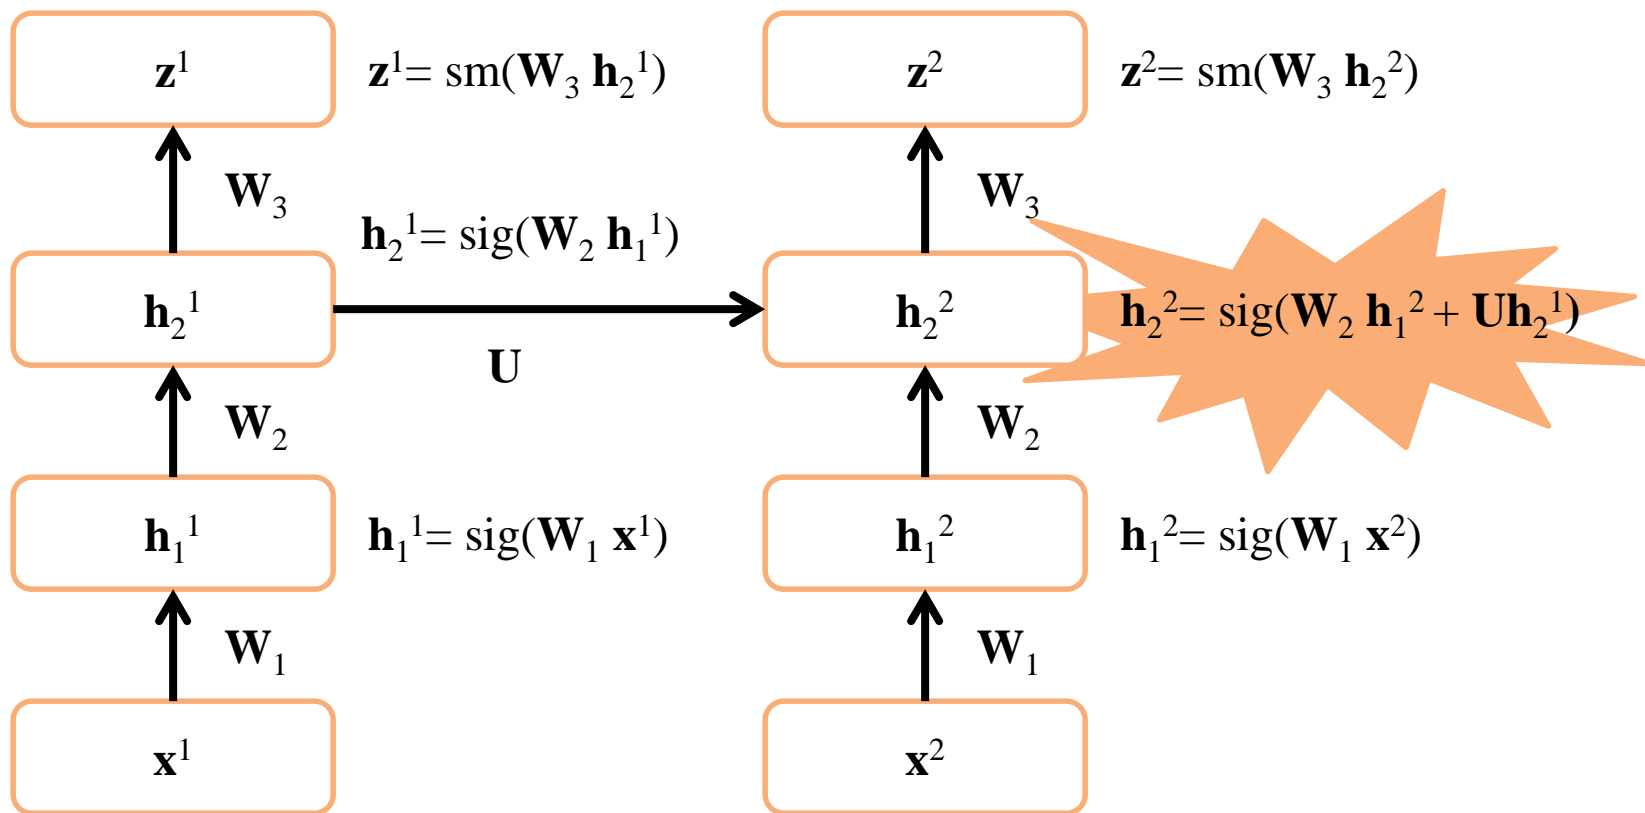 z¹ z¹= sm(W₃ h₂¹) z² z²= sm(W₃ h₂²)
W₃ W₃
h₂¹= sig(W₂ h₁¹)
h₂¹ h₂² h₂²= sig(W₂ h₁² + Uh₂¹)
U
W₂ W₂
h₁¹ h₁¹= sig(W₁ x¹) h₁² h₁²= sig(W₁ x²)
W₁ W₁
x¹ x²